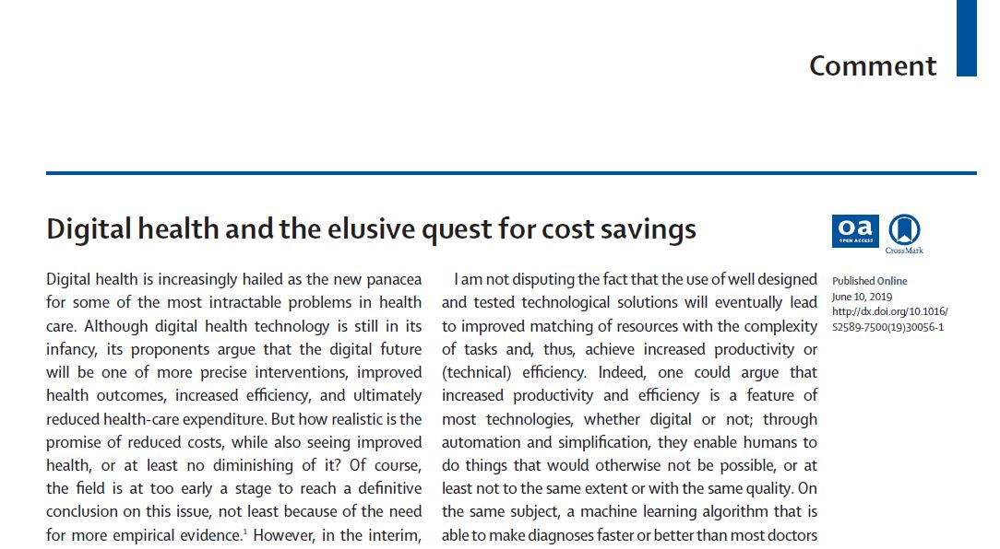 Comment
Digital health and the elusive quest for cost savings
Digital health is increasingly hailed as the new panacea
for some of the most intractable problems in health
care. Although digital health technology is still in its
infancy, its proponents argue that the digital future
will be one of more precise interventions, improved
health outcomes, increased efficiency, and ultimately
reduced health-care expenditure. But how realistic is the
promise of reduced costs, while also seeing improved
health, or at least no diminishing of it? Of course,
the field is at too early a stage to reach a definitive
conclusion on this issue, not least because of the need
for more empirical evidence.¹ However, in the interim,
I am not disputing the fact that the use of well designed
and tested technological solutions will eventually lead
to improved matching of resources with the complexity
of tasks and, thus, achieve increased productivity or
(technical) efficiency. Indeed, one could argue that
increased productivity and efficiency is a feature of
most technologies, whether digital or not; through
automation and simplification, they enable humans to
do things that would otherwise not be possible, or at
least not to the same extent or with the same quality. On
the same subject, a machine learning algorithm that is
able to make diagnoses faster or better than most doctors
oa
OPEN ACCESS
CrossMark
Published Online
June 10, 2019
http://dx.doi.org/10.1016/
S2589-7500(19)30056-1